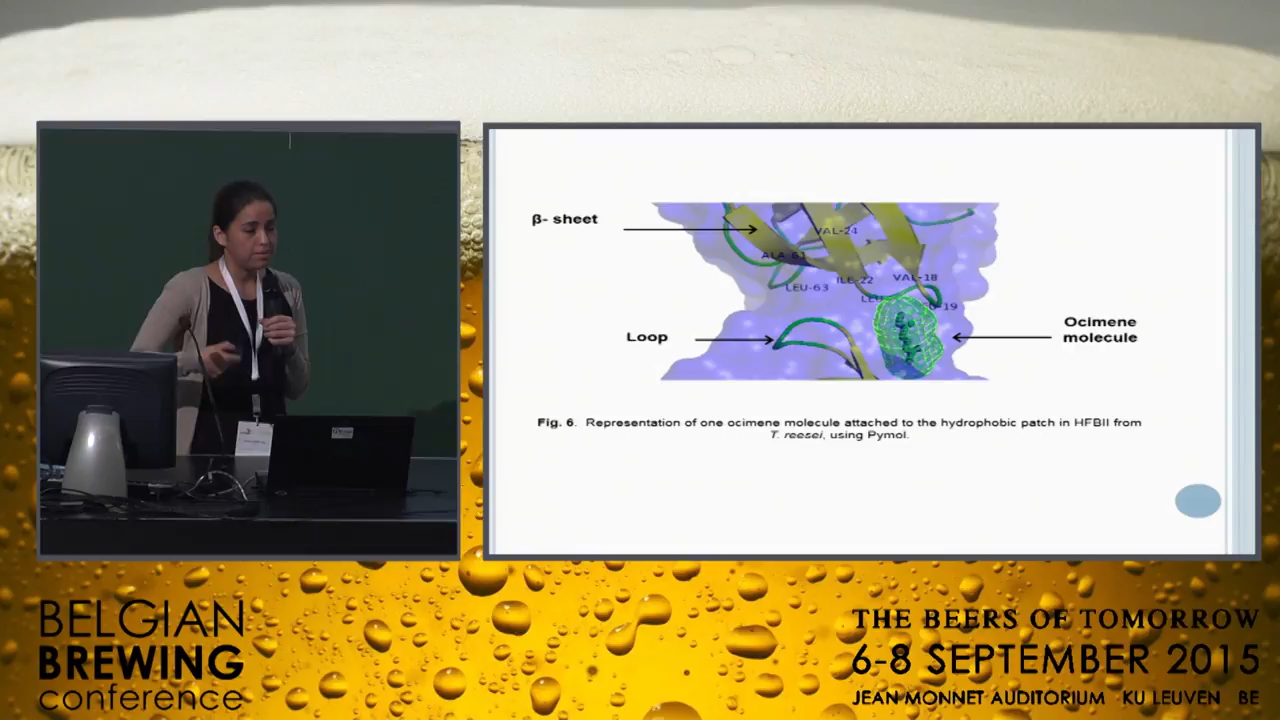 β- sheet
VAL-24
ALA-61
ILE-22
VAL-18
LEU-63
LEU
-19
Loop
Ocimene
molecule
Fig. 6. Representation of one ocimene molecule attached to the hydrophobic patch in HFBII from
T. reesei, using Pymol.
BELGIAN
BREWING
conference
THE BEERS OF TOMORROW
6-8 SEPTEMBER 2015
JEAN MONNET AUDITORIUM KU LEUVEN BE